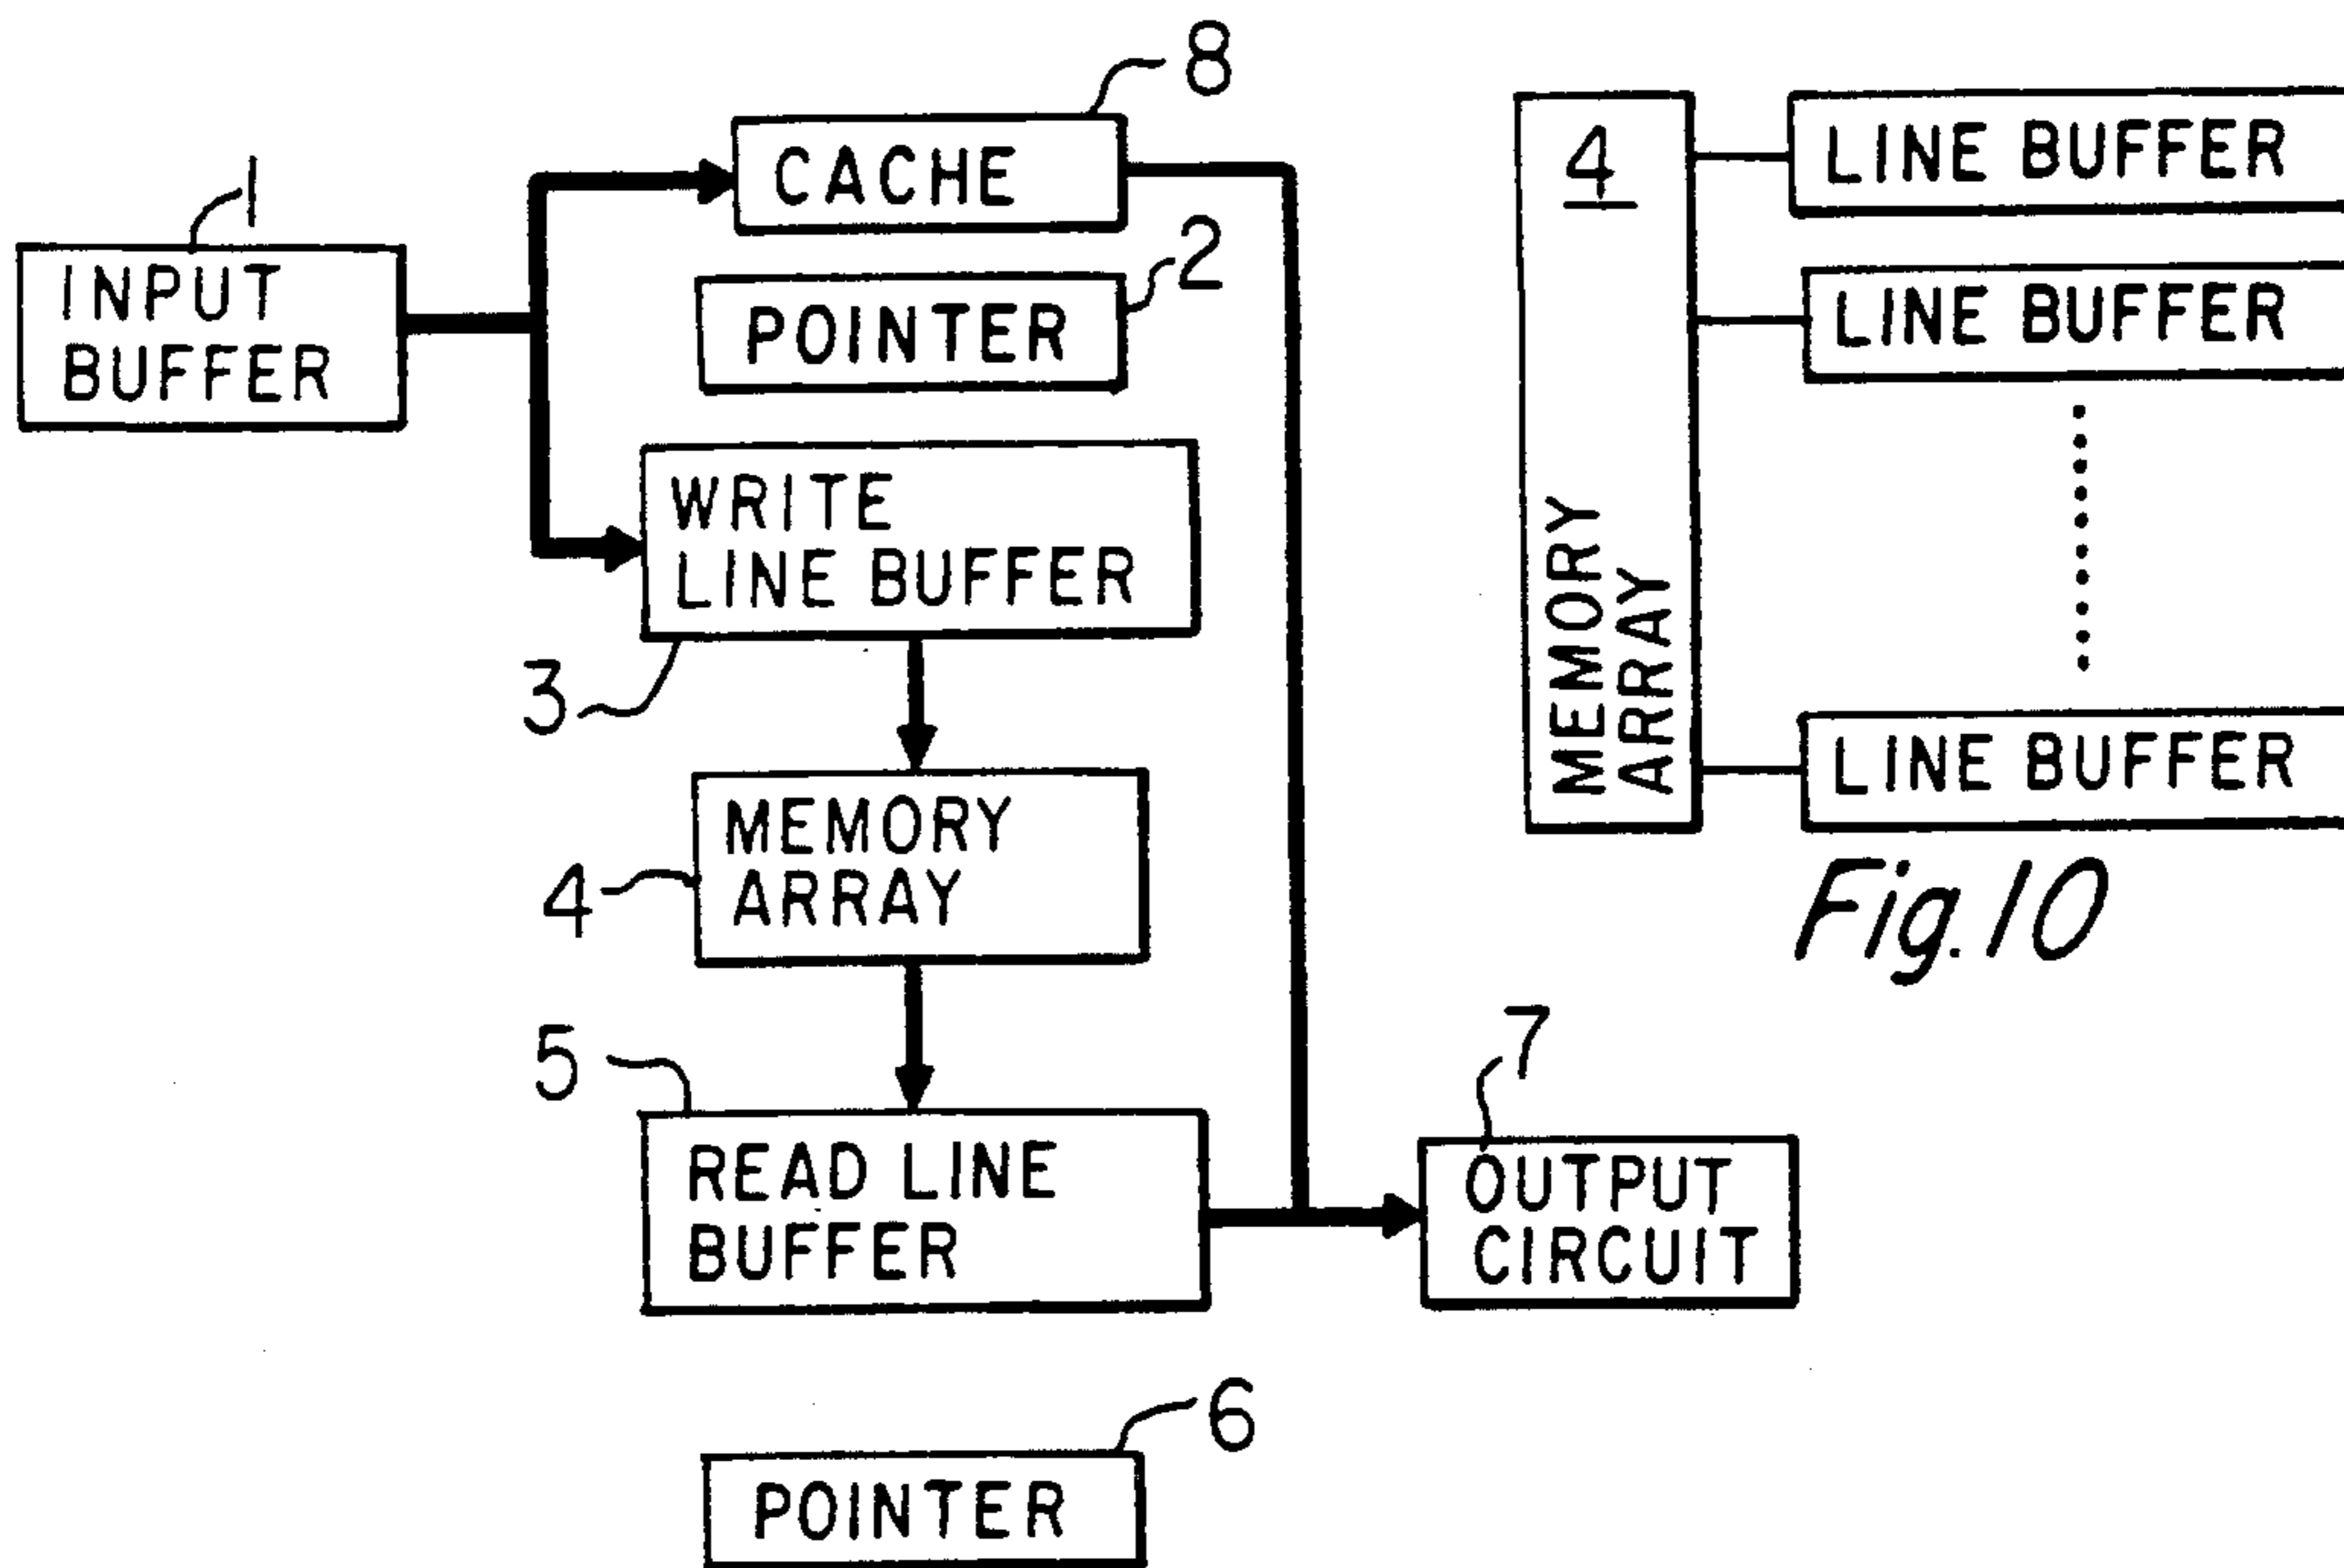 8
CACHE
1
INPUT
BUFFER
2
POINTER
WRITE
LINE BUFFER
3
MEMORY
ARRAY
4
5
READ LINE
BUFFER
7
OUTPUT
CIRCUIT
6
POINTER
4
MEMORY
ARRAY
LINE BUFFER
LINE BUFFER
LINE BUFFER
Fig.10